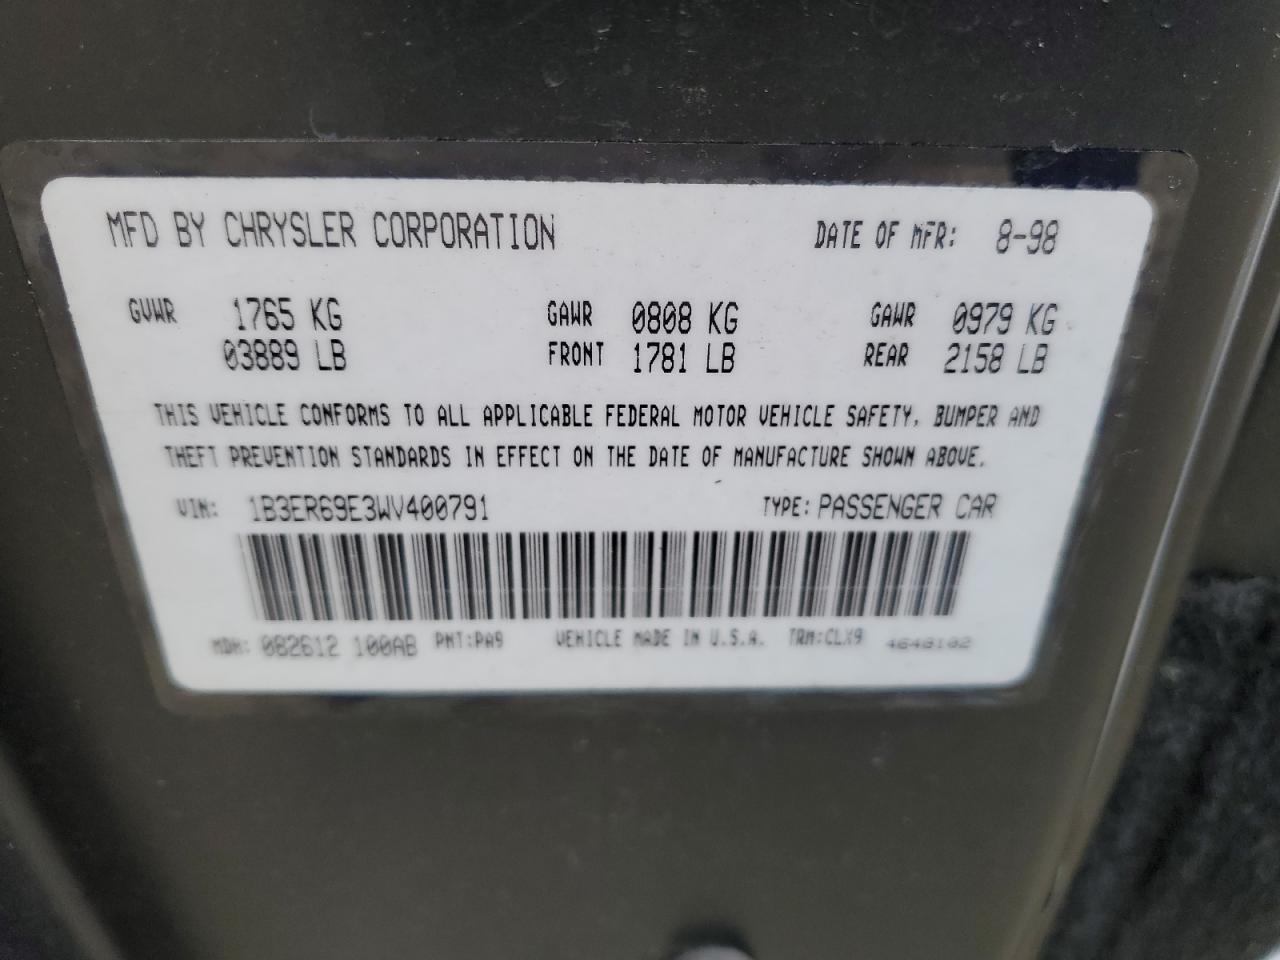 MFD BY CHRYSLER CORPORATION DATE OF MFR: 8-98
GVWR 1765 KG GAWR 0808 KG GAWR 0979 KG
03889 LB FRONT 1781 LB REAR 2158 LB
THIS VEHICLE CONFORMS TO ALL APPLICABLE FEDERAL MOTOR VEHICLE SAFETY, BUMPER AND
THEFT PREVENTION STANDARDS IN EFFECT ON THE DATE OF MANUFACTURE SHOWN ABOVE.
VIN: 1B3ER69E3WV400791 TYPE: PASSENGER CAR
MDH: 082612 100AB PNT:PA9 VEHICLE MADE IN U.S.A. TRM:CLX9 4648102